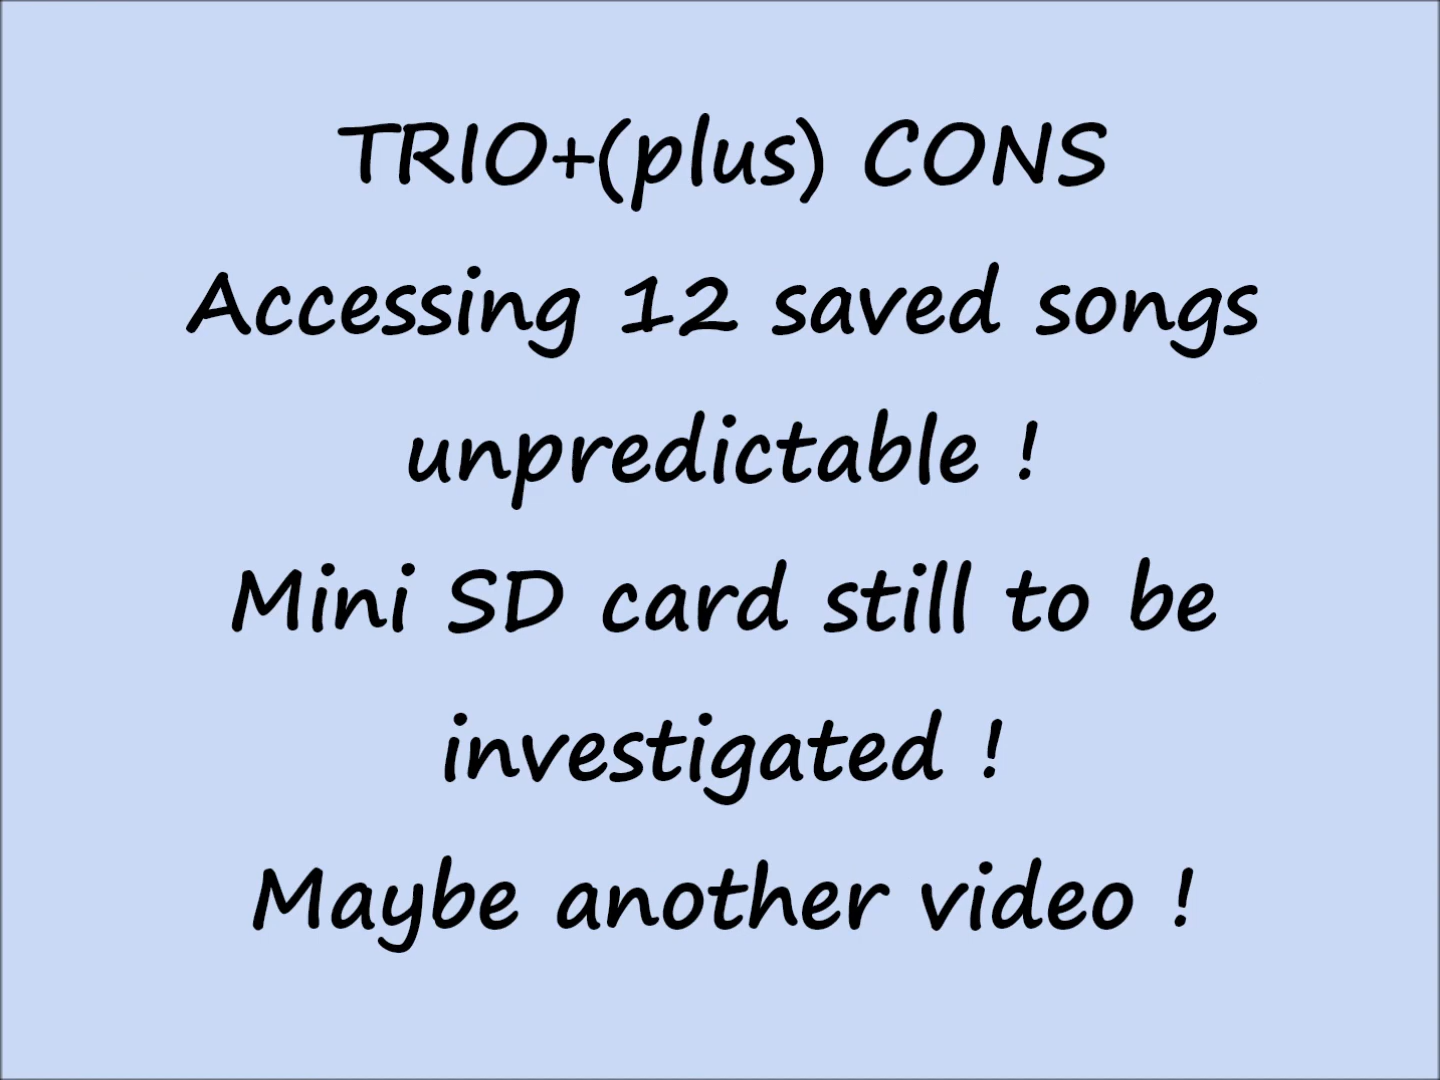 TRIO+(plus) CONS
Accessing 12 saved songs
unpredictable !
Mini SD card still to be
investigated !
Maybe another video !